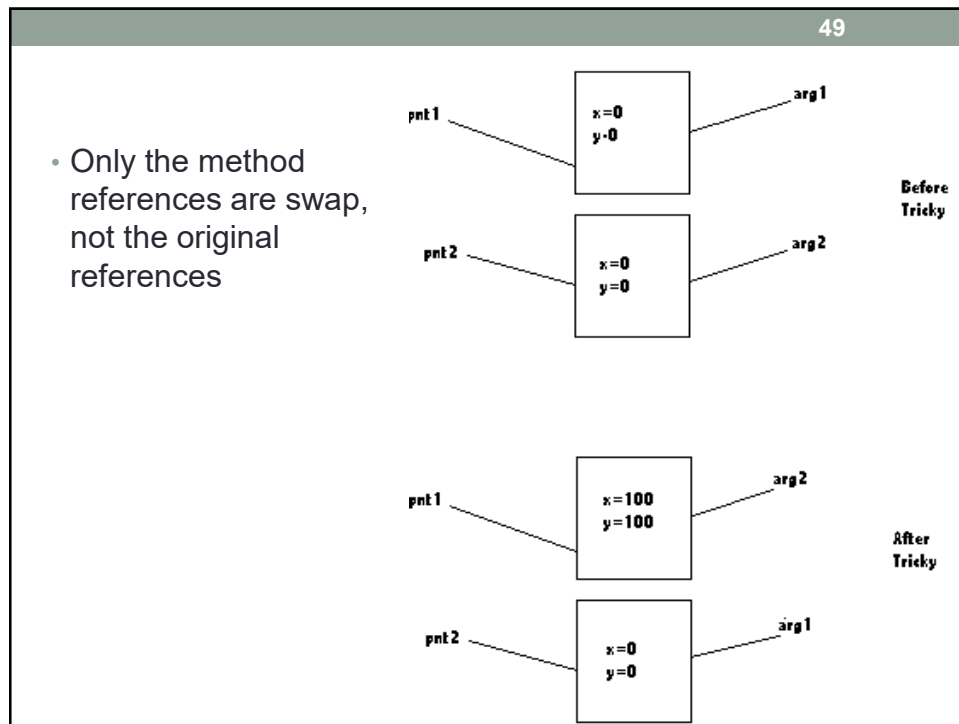 49
• Only the method
references are swap,
not the original
references
pnt1
x=0
y-0
arg1
Before
Tricky
pnt2
x=0
y=0
arg2
pnt1
x=100
y=100
arg2
After
Tricky
pnt2
x=0
y=0
arg1